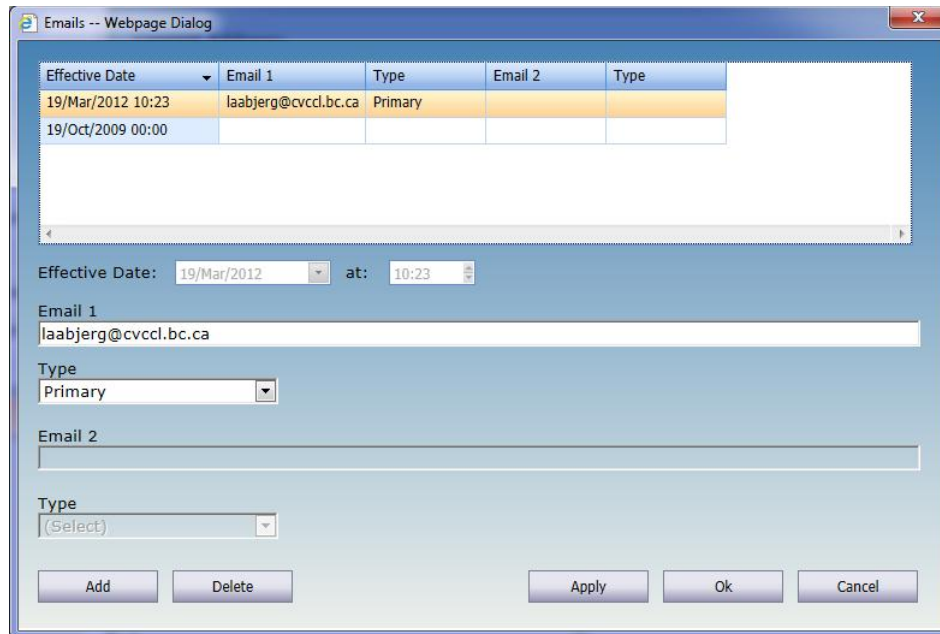 Emails -- Webpage Dialog
Effective Date Email 1 Type Email 2 Type
19/Mar/2012 10:23 laabjerg@cvccl.bc.ca Primary
19/Oct/2009 00:00
Effective Date: 19/Mar/2012 at: 10:23
Email 1
laabjerg@cvccl.bc.ca
Type
Primary
Email 2
Type
(Select)
Add Delete Apply Ok Cancel